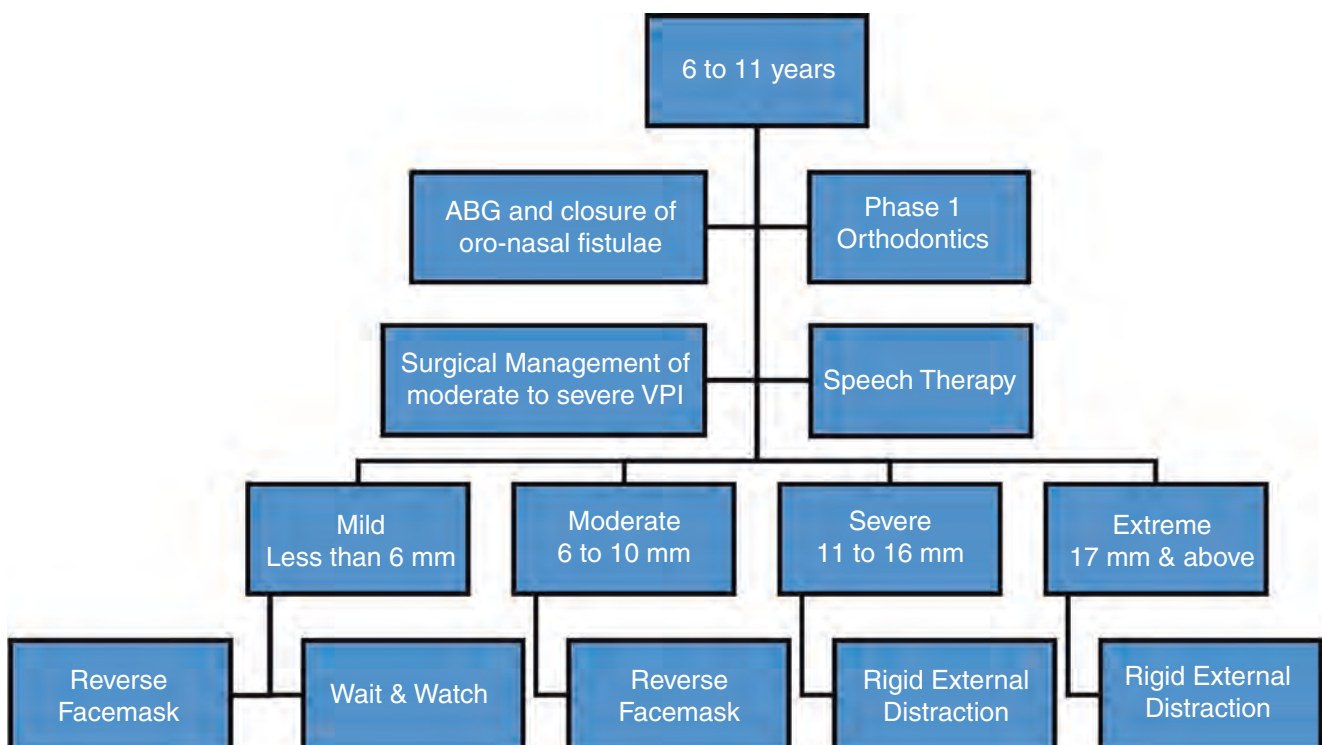 6 to 11 years
ABG and closure of
oro-nasal fistulae
Phase 1
Orthodontics
Surgical Management of
moderate to severe VPI
Speech Therapy
Mild
Less than 6 mm
Moderate
6 to 10 mm
Severe
11 to 16 mm
Extreme
17 mm & above
Reverse
Facemask
Wait & Watch
Reverse
Facemask
Rigid External
Distraction
Rigid External
Distraction